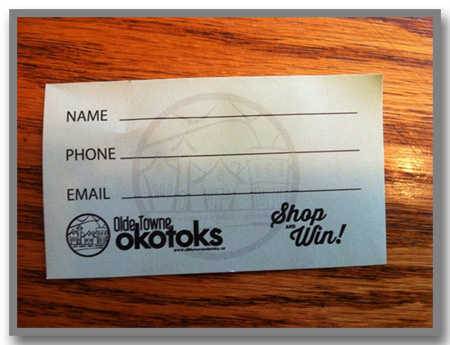 NAME
PHONE
EMAIL
Olde Towne
okotoks
Shop
AND
Win!